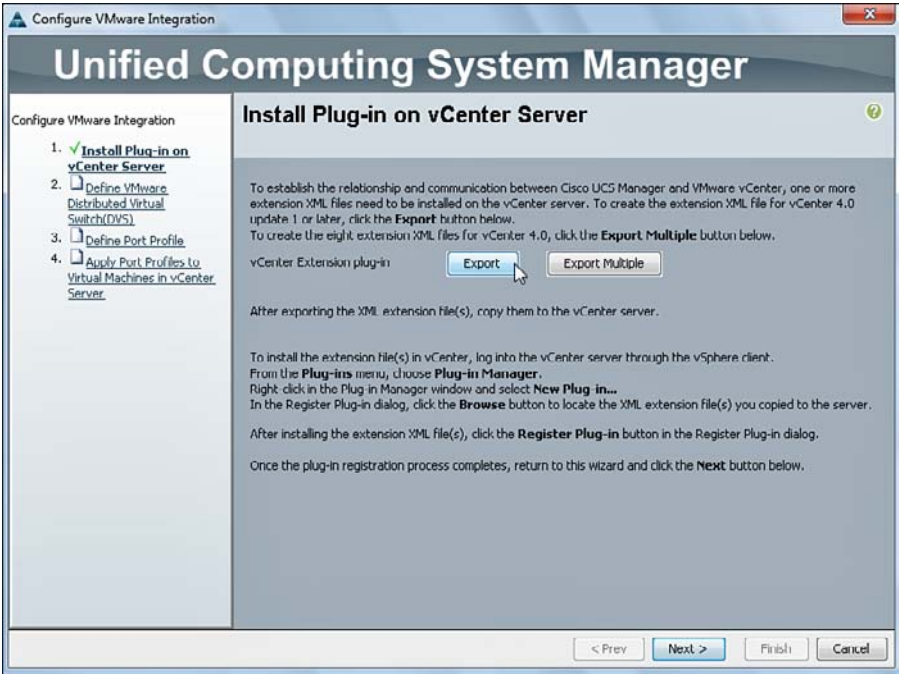 Configure VMware Integration
Unified Computing System Manager
Configure VMware Integration
1. Install Plug-in on
vCenter Server
2. Define VMware
Distributed Virtual
Switch(DVS)
3. Define Port Profile
4. Apply Port Profiles to
Virtual Machines in vCenter
Server
Install Plug-in on vCenter Server
?
To establish the relationship and communication between Cisco UCS Manager and VMware vCenter, one or more
extension XML files need to be installed on the vCenter server. To create the extension XML file for vCenter 4.0
update 1 or later, click the Export button below.
To create the eight extension XML files for vCenter 4.0, click the Export Multiple button below.
vCenter Extension plug-in Export Export Multiple
After exporting the XML extension file(s), copy them to the vCenter server.
To install the extension file(s) in vCenter, log into the vCenter server through the vSphere client.
From the Plug-ins menu, choose Plug-in Manager.
Right-click in the Plug-in Manager window and select New Plug-in...
In the Register Plug-in dialog, click the Browse button to locate the XML extension file(s) you copied to the server.
After installing the extension XML file(s), click the Register Plug-in button in the Register Plug-in dialog.
Once the plug-in registration process completes, return to this wizard and click the Next button below.
< Prev Next > Finish Cancel